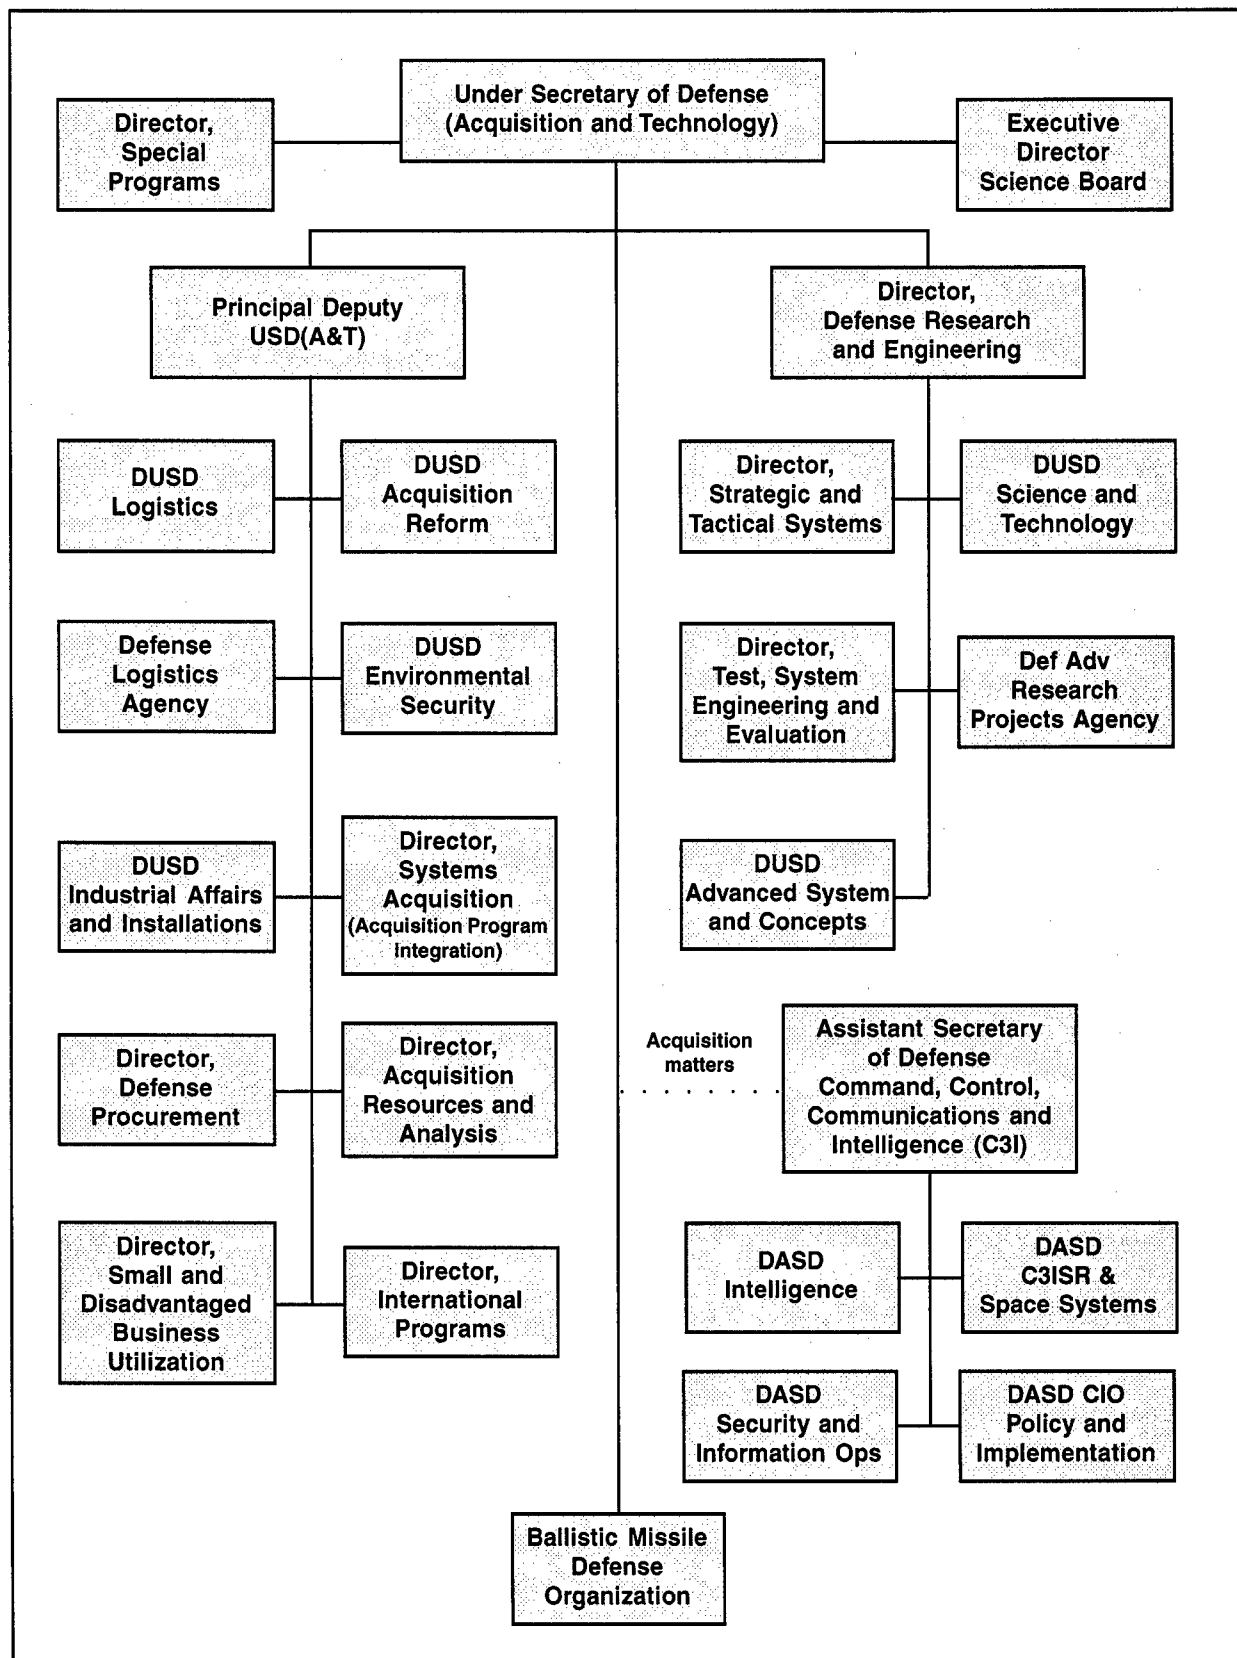 Under Secretary of Defense
(Acquisition and Technology)
Director,
Special
Programs
Executive
Director
Science Board
Principal Deputy
USD(A&T)
Director,
Defense Research
and Engineering
DUSD
Logistics
DUSD
Acquisition
Reform
Director,
Strategic and
Tactical Systems
DUSD
Science and
Technology
Defense
Logistics
Agency
DUSD
Environmental
Security
Director,
Test, System
Engineering and
Evaluation
Def Adv
Research
Projects Agency
DUSD
Industrial Affairs
and Installations
Director,
Systems
Acquisition
(Acquisition Program
Integration)
DUSD
Advanced System
and Concepts
Director,
Defense
Procurement
Director,
Acquisition
Resources and
Analysis
Acquisition
matters
Assistant Secretary
of Defense
Command, Control,
Communications and
Intelligence (C3I)
Director,
Small and
Disadvantaged
Business
Utilization
Director,
International
Programs
DASD
Intelligence
DASD
C3ISR &
Space Systems
DASD
Security and
Information Ops
DASD CIO
Policy and
Implementation
Ballistic Missile
Defense
Organization